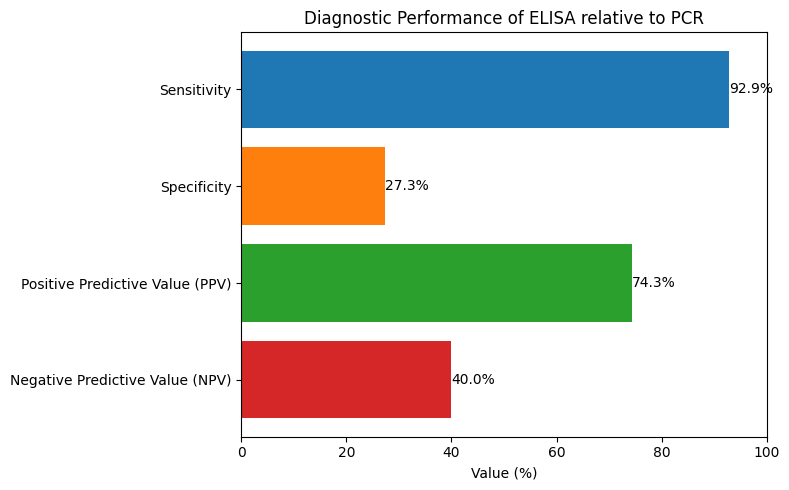 Diagnostic Performance of ELISA relative to PCR
Sensitivity
92.9%
Specificity
27.3%
Positive Predictive Value (PPV)
74.3%
Negative Predictive Value (NPV)
40.0%
0 20 40 60 80 100
Value (%)